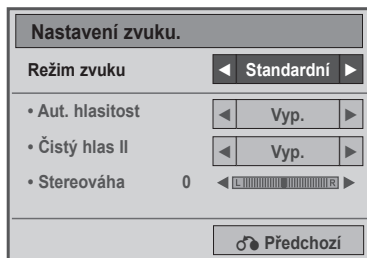 Nastavení zvuku.
Režim zvuku ◀ Standardní ▶
• Aut. hlasitost ◀ Vyp. ▶
• Čistý hlas II ◀ Vyp. ▶
• Stereováha 0 ◀ L R ▶
Předchozí